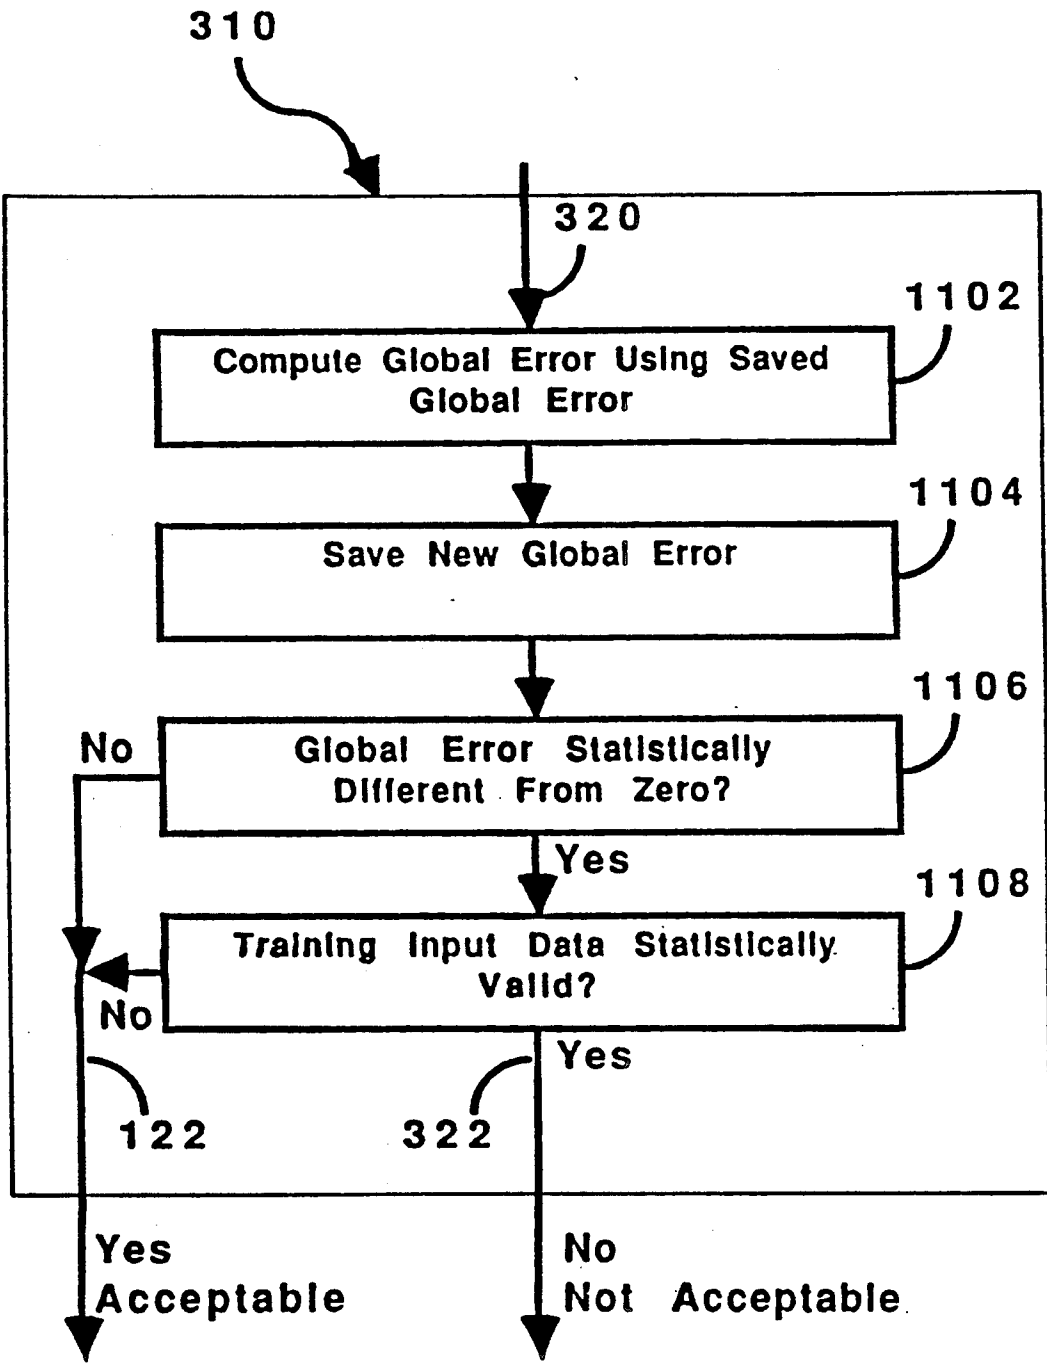 310
320
1102
Compute Global Error Using Saved
Global Error
1104
Save New Global Error
1106
No
Global Error Statistically
Different From Zero?
Yes
1108
Training Input Data Statistically
Valid?
No
Yes
122
322
Yes
Acceptable
No
Not Acceptable